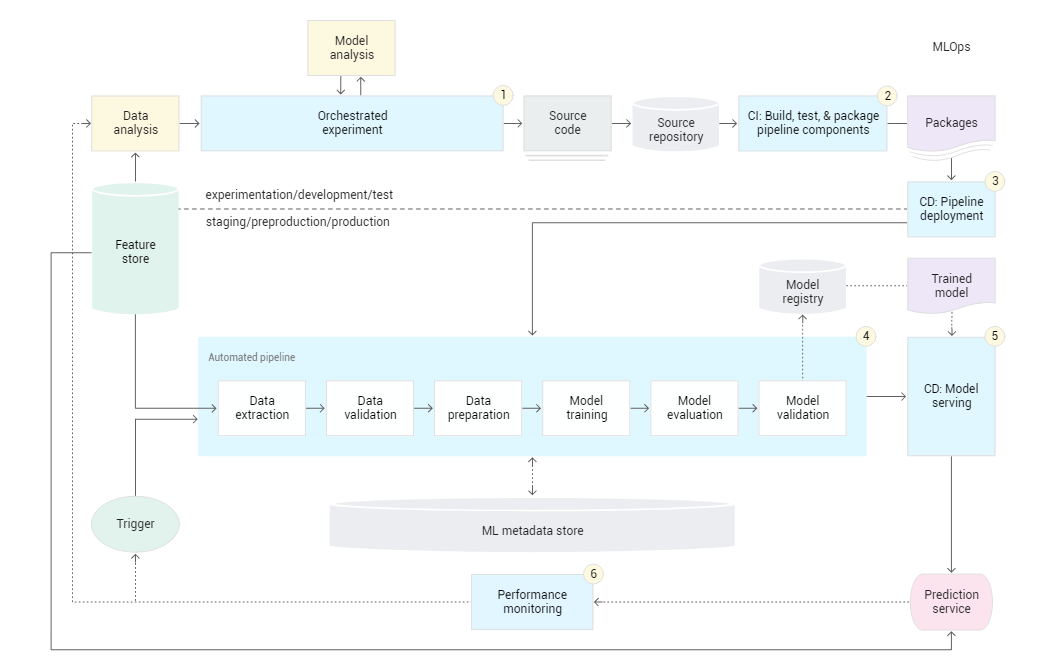 MLOps
Model
analysis
1
2
Data
analysis
Orchestrated
experiment
Source
code
Source
repository
CI: Build, test, & package
pipeline components
Packages
3
experimentation/development/test
staging/preproduction/production
CD: Pipeline
deployment
Feature
store
Model
registry
Trained
model
4
5
Automated pipeline
Data
extraction
Data
validation
Data
preparation
Model
training
Model
evaluation
Model
validation
CD: Model
serving
Trigger
ML metadata store
6
Performance
monitoring
Prediction
service